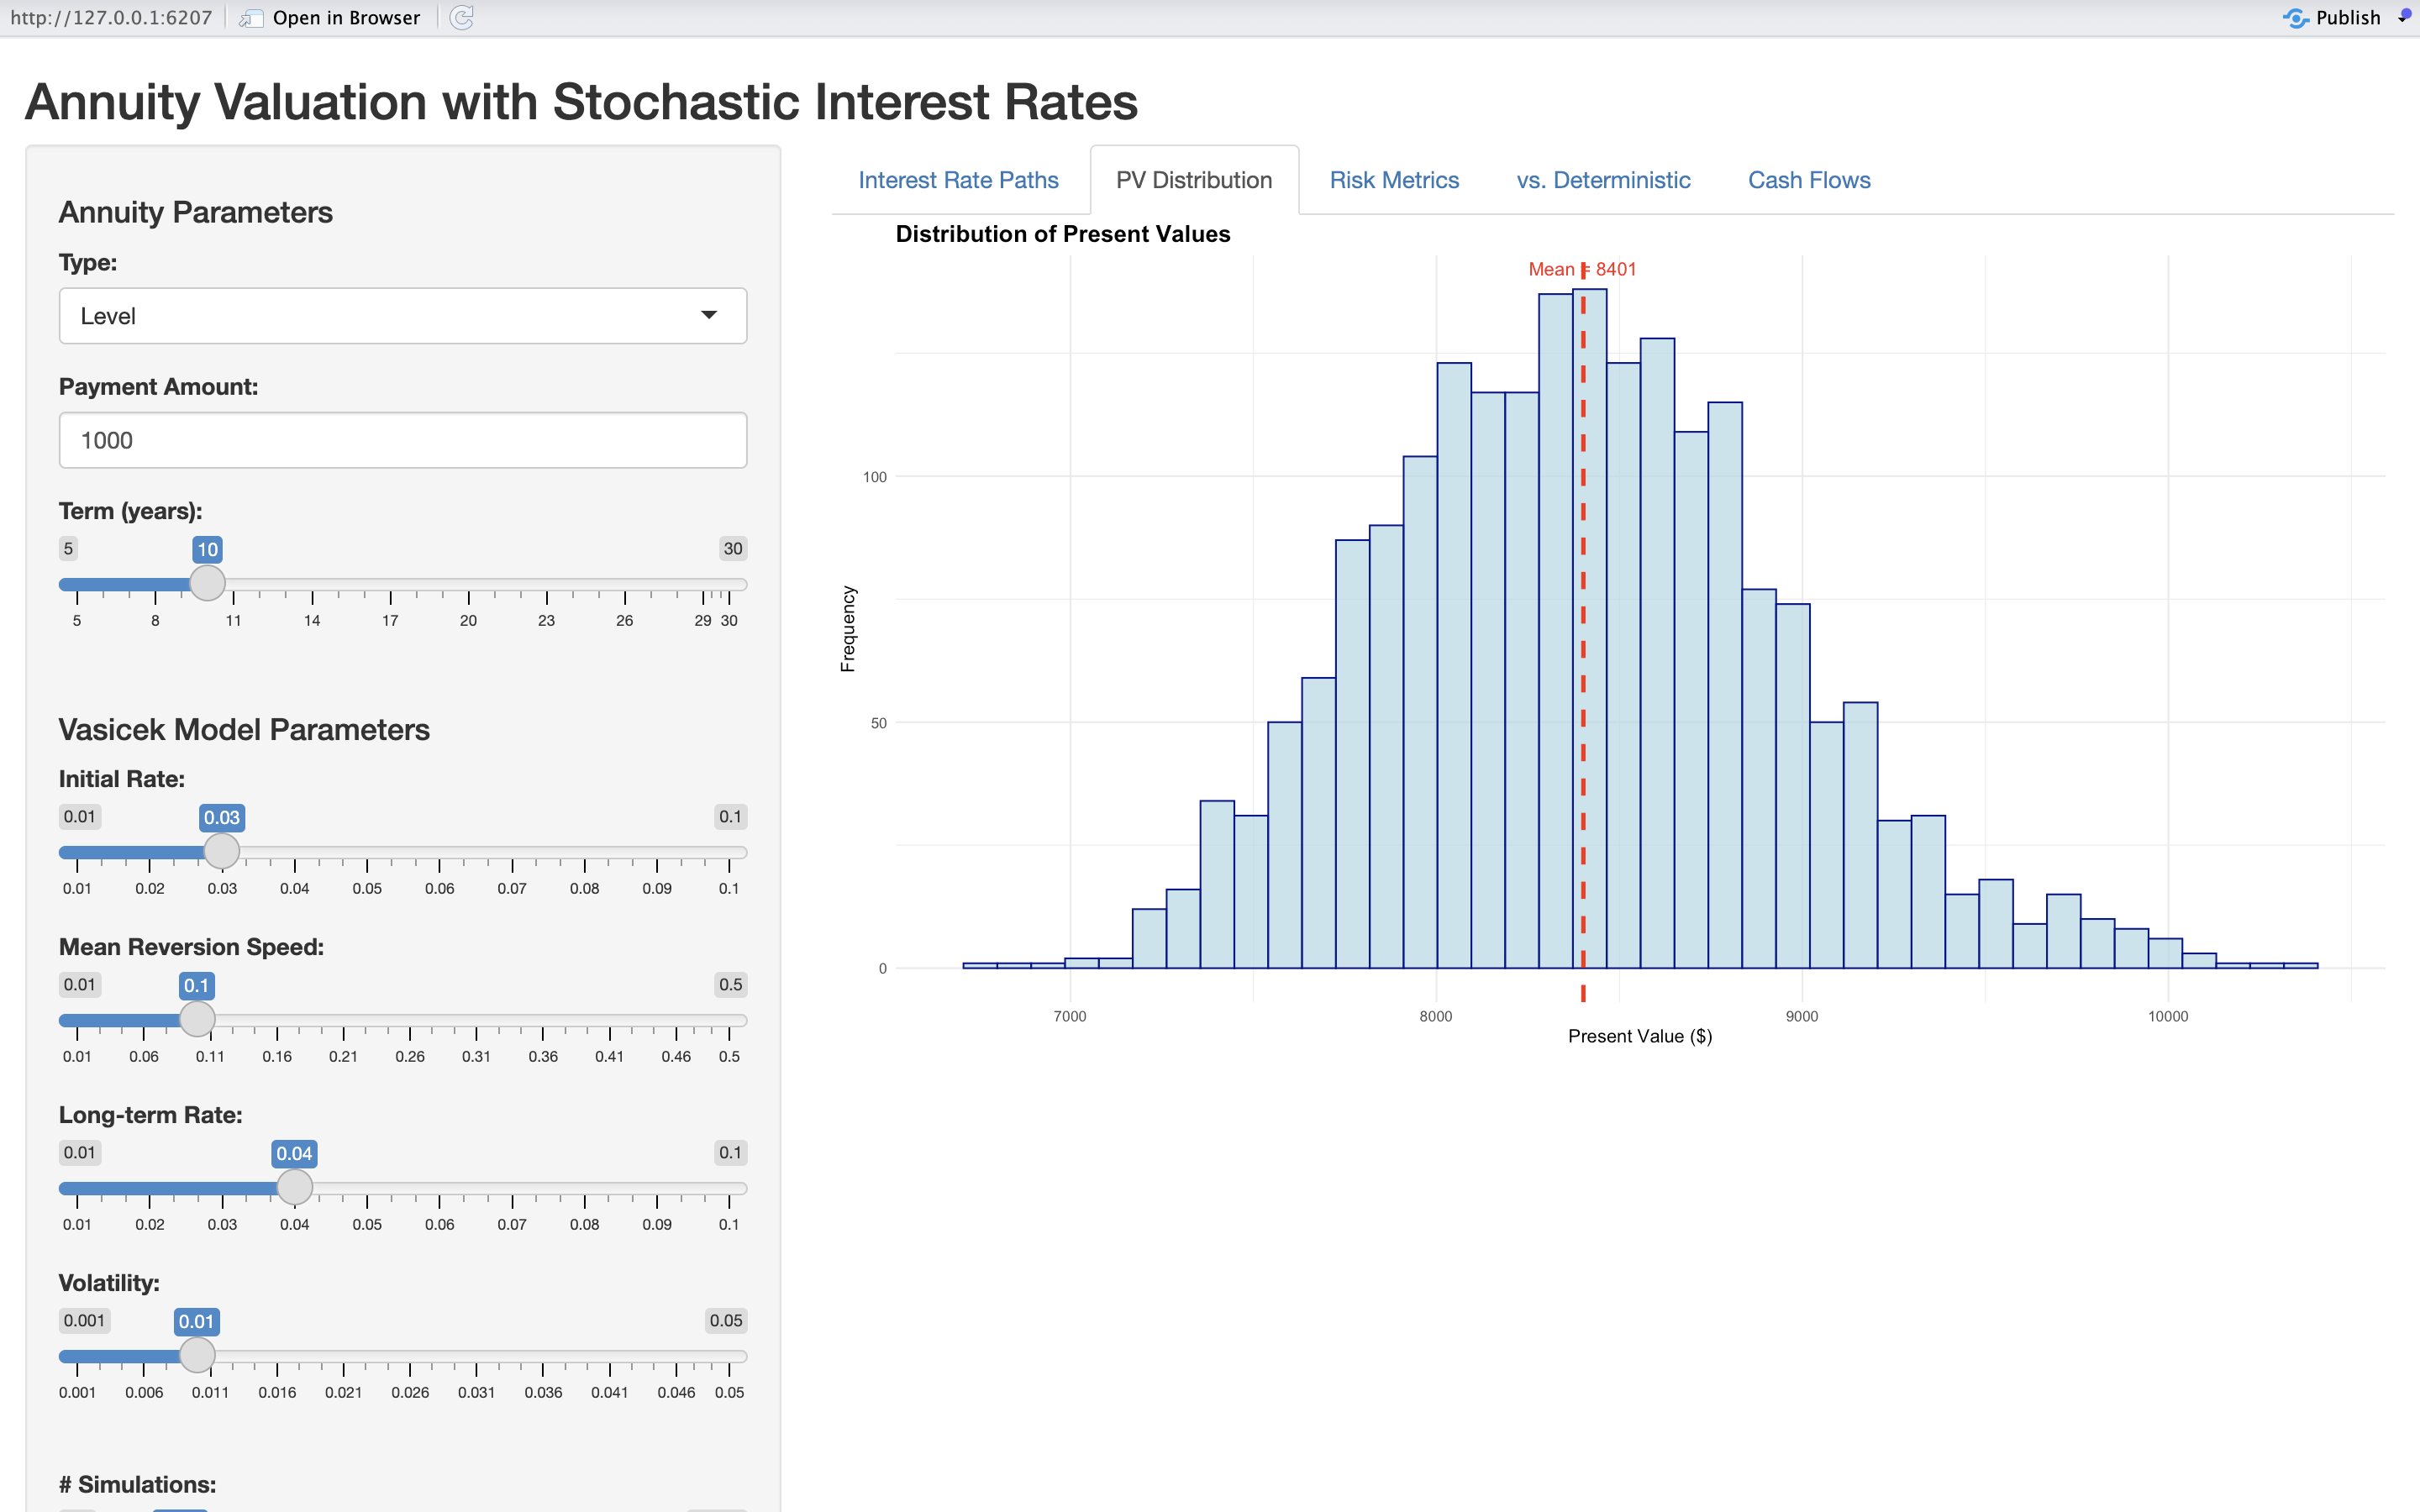 http://127.0.0.1:6207 Open in Browser Publish
Annuity Valuation with Stochastic Interest Rates
Annuity Parameters
Type:
Level
Payment Amount:
1000
Term (years):
5 10 30
5 8 11 14 17 20 23 26 29 30
Vasicek Model Parameters
Initial Rate:
0.01 0.03 0.1
0.01 0.02 0.03 0.04 0.05 0.06 0.07 0.08 0.09 0.1
Mean Reversion Speed:
0.01 0.1 0.5
0.01 0.06 0.11 0.16 0.21 0.26 0.31 0.36 0.41 0.46 0.5
Long-term Rate:
0.01 0.04 0.1
0.01 0.02 0.03 0.04 0.05 0.06 0.07 0.08 0.09 0.1
Volatility:
0.001 0.01 0.05
0.001 0.006 0.011 0.016 0.021 0.026 0.031 0.036 0.041 0.046 0.05
# Simulations:
Interest Rate Paths PV Distribution Risk Metrics vs. Deterministic Cash Flows
Distribution of Present Values
Mean = 8401
100
50
0
Frequency
7000 8000 9000 10000
Present Value ($)